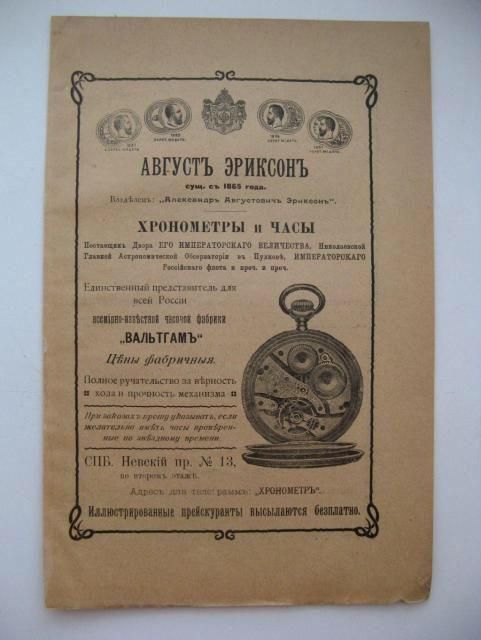 АВГУСТЪ ЭРИКСОНЪ
сущ. съ 1865 года.
Владѣлецъ: „Александръ Августовичъ Эриксонъ".
ХРОНОМЕТРЫ и ЧАСЫ
Поставщикъ Двора ЕГО ИМПЕРАТОРСКАГО ВЕЛИЧЕСТВА, Николаевской
Главной Астрономической Обсерваторіи въ Пулковѣ, ИМПЕРАТОРСКАГО
Россійскаго флота и проч. и проч.
Единственный представитель для
всей Россіи
всемірно-извѣстной часовой фабрики
„ВАЛЬТГАМЪ"
Цѣны фабричныя.
Полное ручательство за вѣрность
хода и прочность механизма
При заказахъ прошу указывать, если
желательно имѣть часы провѣрен-
ные по звѣздному времени.
СПБ. Невскій пр. № 13,
во второмъ этажѣ.
Адресъ для телеграммъ: „ХРОНОМЕТРЪ".
Иллюстрированные прейскуранты высылаются безплатно.